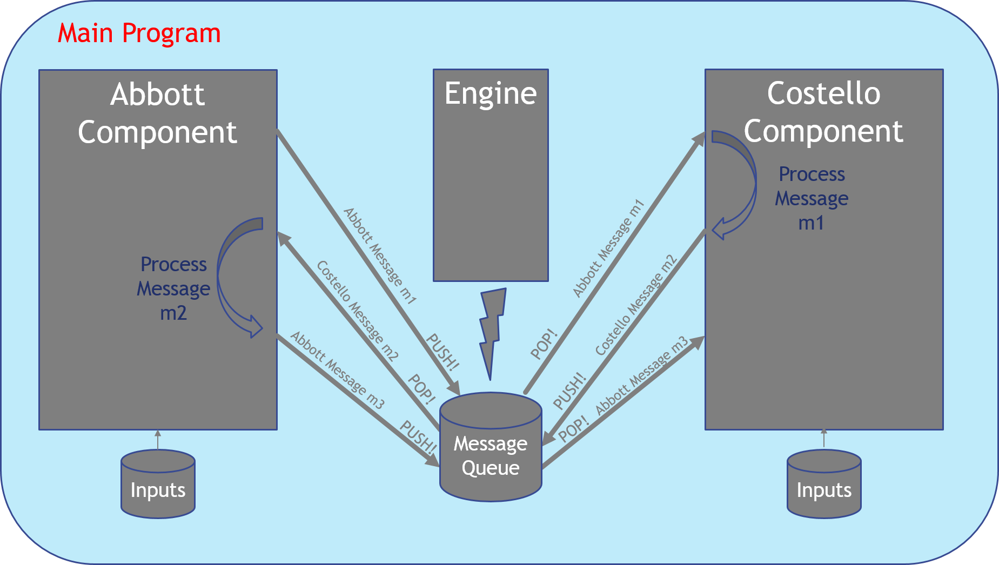 Main Program
Abbott
Component
Engine
Costello
Component
Process
Message
m1
Process
Message
m2
Abbott Message m1
PUSH!
Costello Message m2
POP!
Abbott Message m3
PUSH!
POP!
Abbott Message m1
PUSH!
Costello Message m2
POP!
Abbott Message m3
Message
Queue
Inputs
Inputs